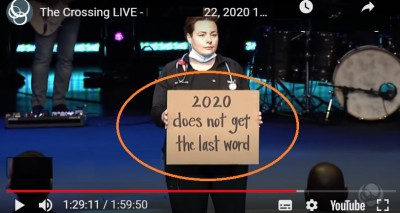 The Crossing LIVE - 22, 2020 1...
2020
does not get
the last word
1:29:11 / 1:59:50
YouTube